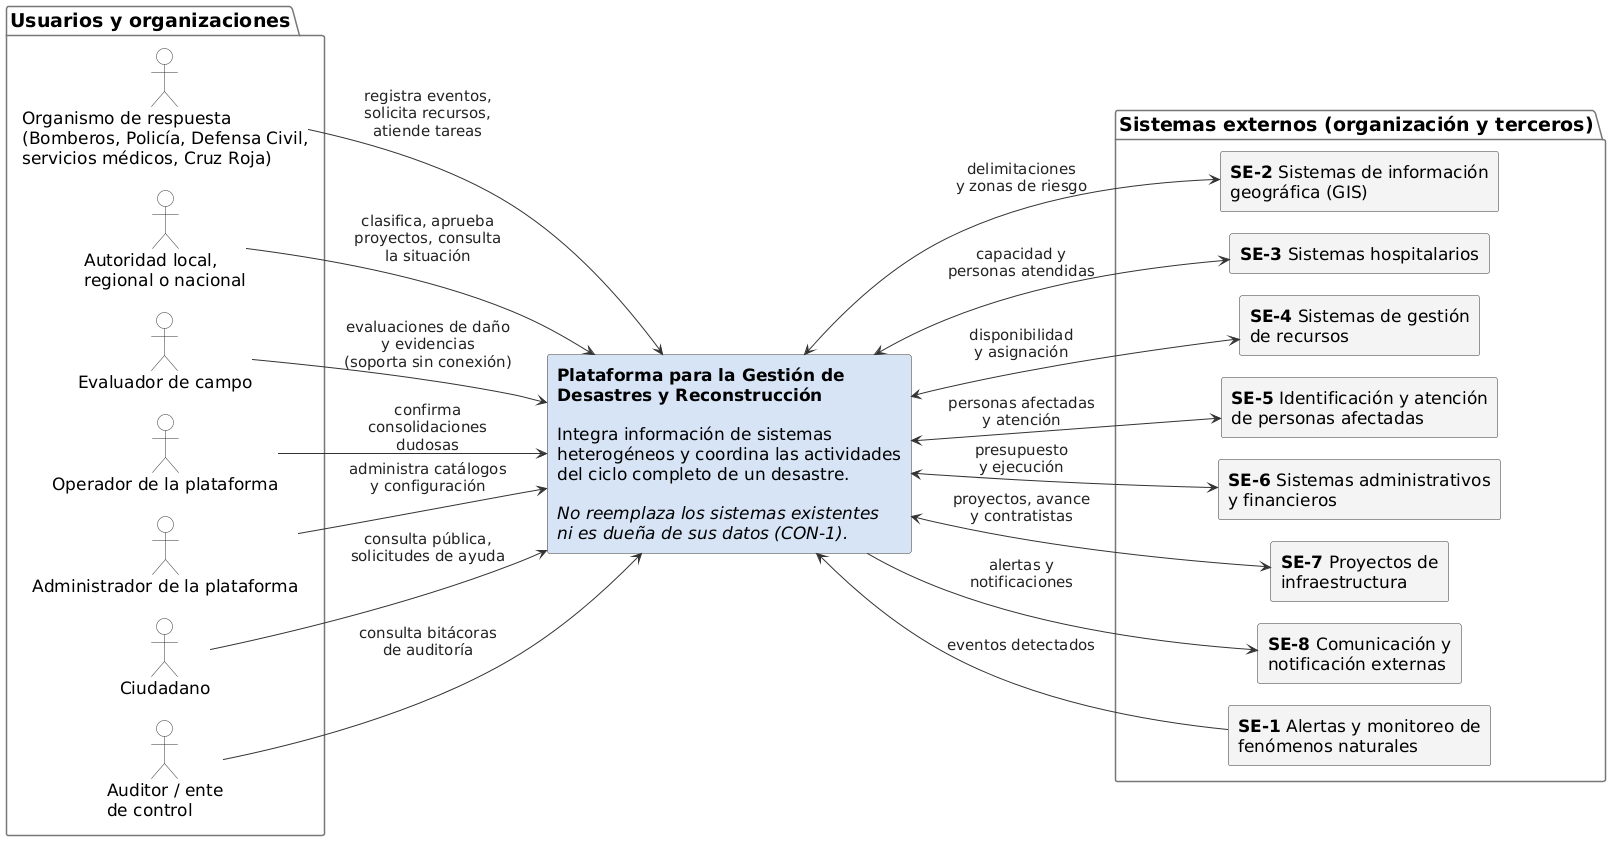 Usuarios y organizaciones
Organismo de respuesta
(Bomberos, Policía, Defensa Civil,
servicios médicos, Cruz Roja)
Autoridad local,
regional o nacional
Evaluador de campo
Operador de la plataforma
Administrador de la plataforma
Ciudadano
Auditor / ente
de control
registra eventos,
solicita recursos,
atiende tareas
clasifica, aprueba
proyectos, consulta
la situación
evaluaciones de daño
y evidencias
(soporta sin conexión)
confirma
consolidaciones
dudosas
administra catálogos
y configuración
consulta pública,
solicitudes de ayuda
consulta bitácoras
de auditoría
Plataforma para la Gestión de
Desastres y Reconstrucción
Integra información de sistemas
heterogéneos y coordina las actividades
del ciclo completo de un desastre.
No reemplaza los sistemas existentes
ni es dueña de sus datos (CON-1).
delimitaciones
y zonas de riesgo
capacidad y
personas atendidas
disponibilidad
y asignación
personas afectadas
y atención
presupuesto
y ejecución
proyectos, avance
y contratistas
alertas y
notificaciones
eventos detectados
Sistemas externos (organización y terceros)
SE-2 Sistemas de información
geográfica (GIS)
SE-3 Sistemas hospitalarios
SE-4 Sistemas de gestión
de recursos
SE-5 Identificación y atención
de personas afectadas
SE-6 Sistemas administrativos
y financieros
SE-7 Proyectos de
infraestructura
SE-8 Comunicación y
notificación externas
SE-1 Alertas y monitoreo de
fenómenos naturales